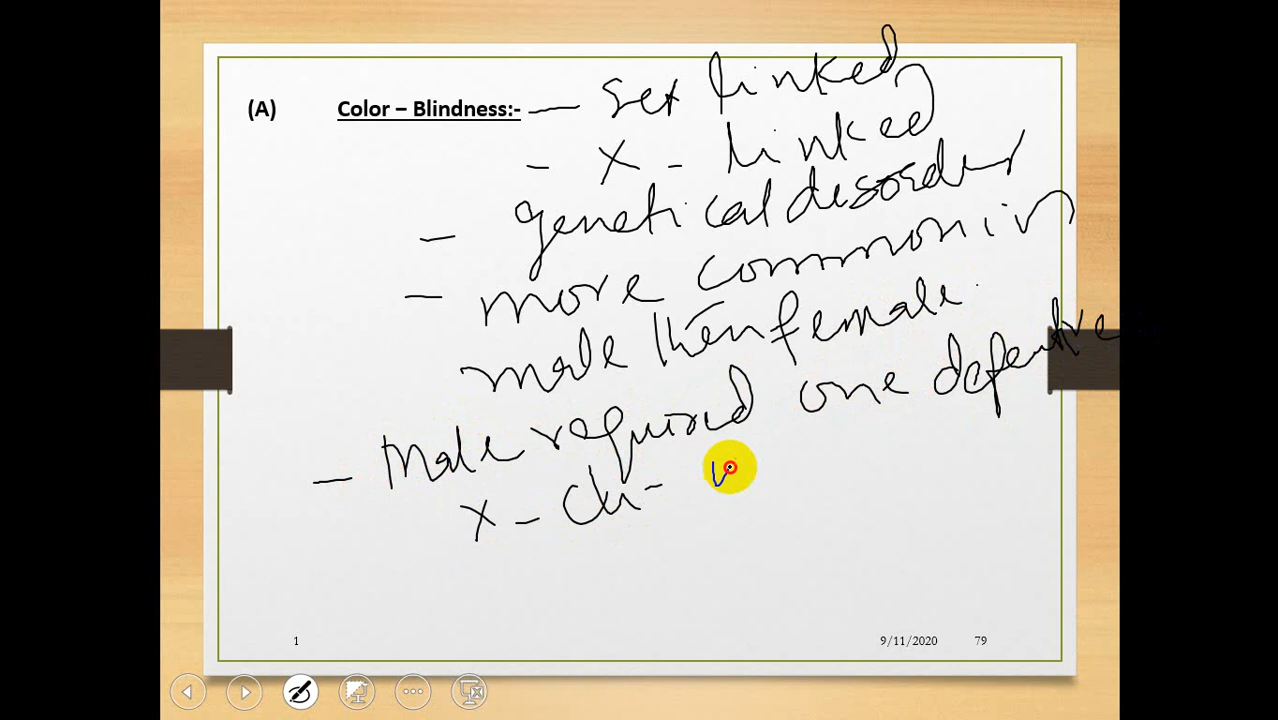 (A) Color – Blindness:- — Sex linked
- X - linked
- genetical disorder
- more common in
male then female
- Male required one defective
X - Ch -
1 9/11/2020 79